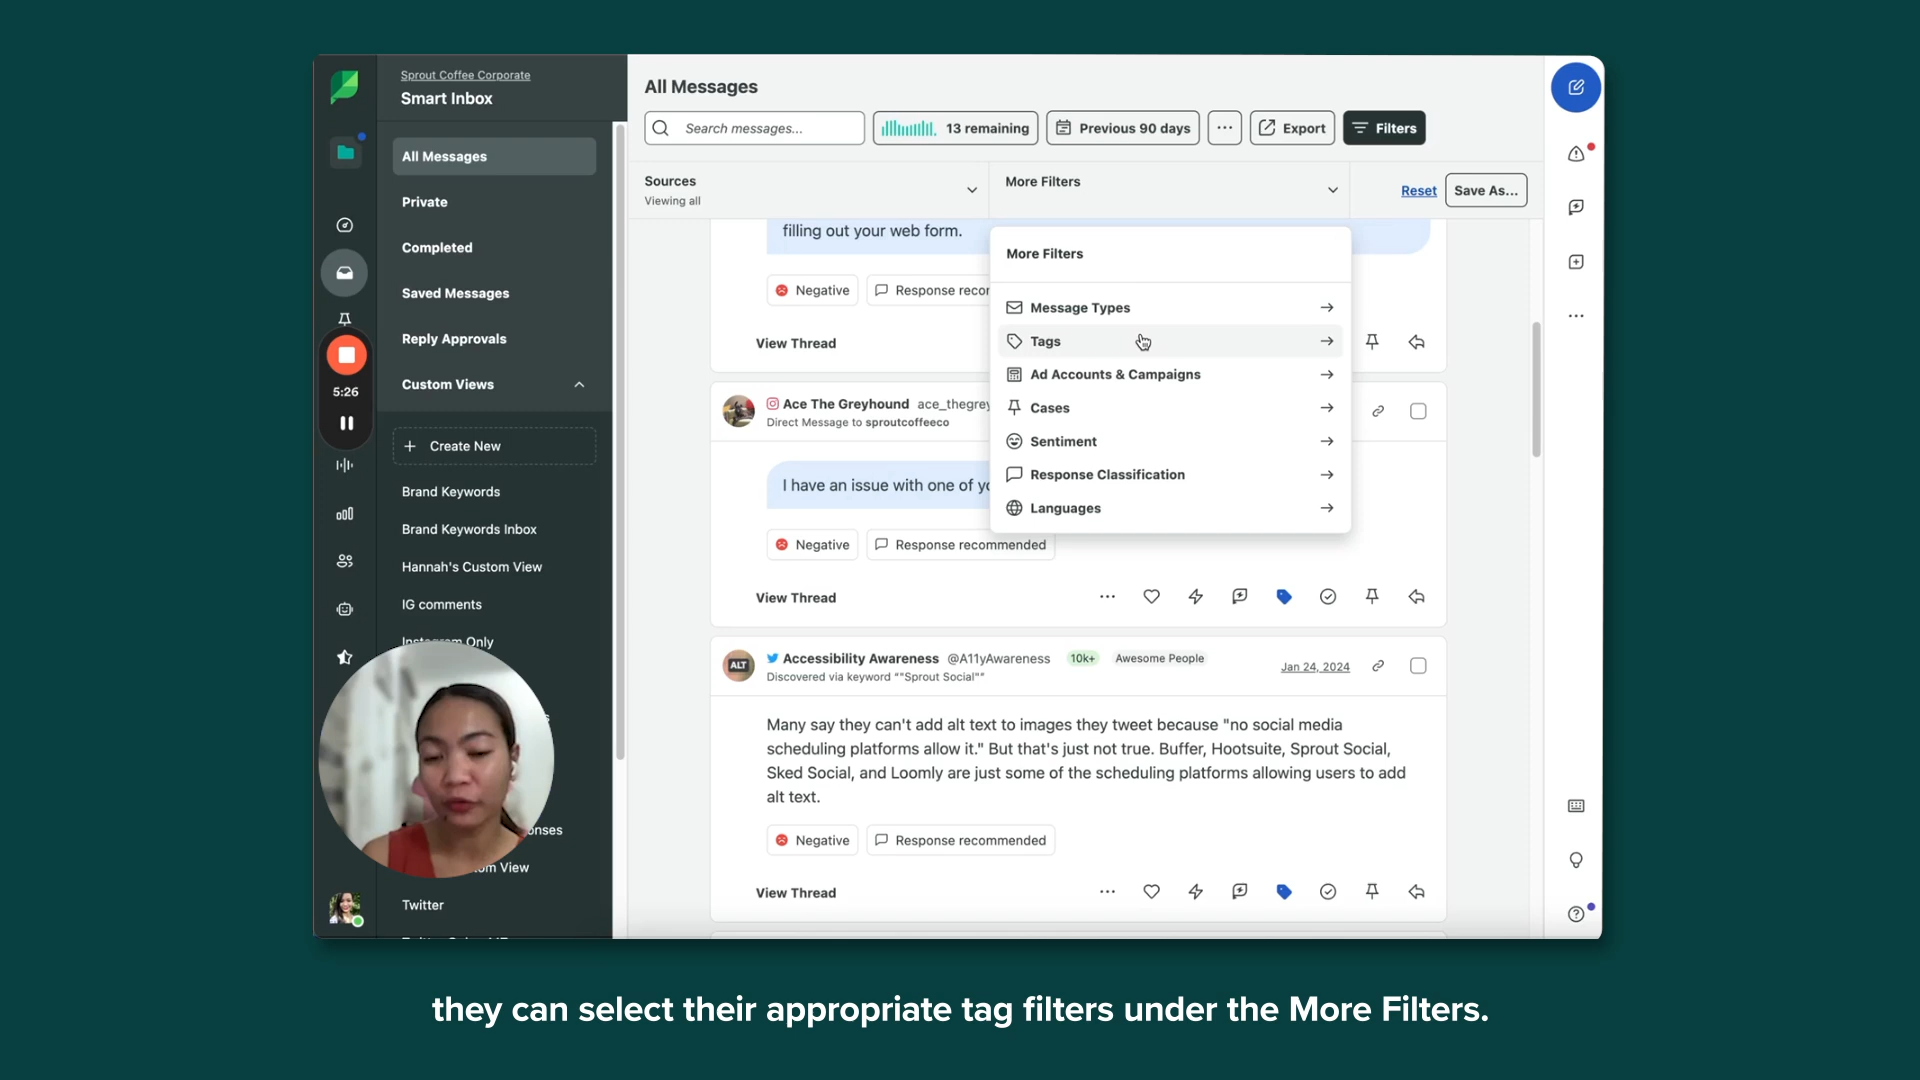 Sprout Coffee Corporate
Smart Inbox
All Messages
Private
Completed
Saved Messages
Reply Approvals
Custom Views
5:26
+ Create New
Brand Keywords
Brand Keywords Inbox
Hannah's Custom View
IG comments
Instagram Only
onses
om View
Twitter
All Messages
Search messages...
13 remaining
Previous 90 days
Export
Filters
Sources
Viewing all
More Filters
Reset
Save As...
filling out your web form.
Negative
Response recor
View Thread
More Filters
Message Types
Tags
Ad Accounts & Campaigns
Cases
Sentiment
Response Classification
Languages
Ace The Greyhound ace_thegrey
Direct Message to sproutcoffeeco
I have an issue with one of yo
Negative
Response recommended
View Thread
ALT
Accessibility Awareness @A11yAwareness 10k+ Awesome People
Jan 24, 2024
Discovered via keyword ""Sprout Social""
Many say they can't add alt text to images they tweet because "no social media
scheduling platforms allow it." But that's just not true. Buffer, Hootsuite, Sprout Social,
Sked Social, and Loomly are just some of the scheduling platforms allowing users to add
alt text.
Negative
Response recommended
View Thread
they can select their appropriate tag filters under the More Filters.